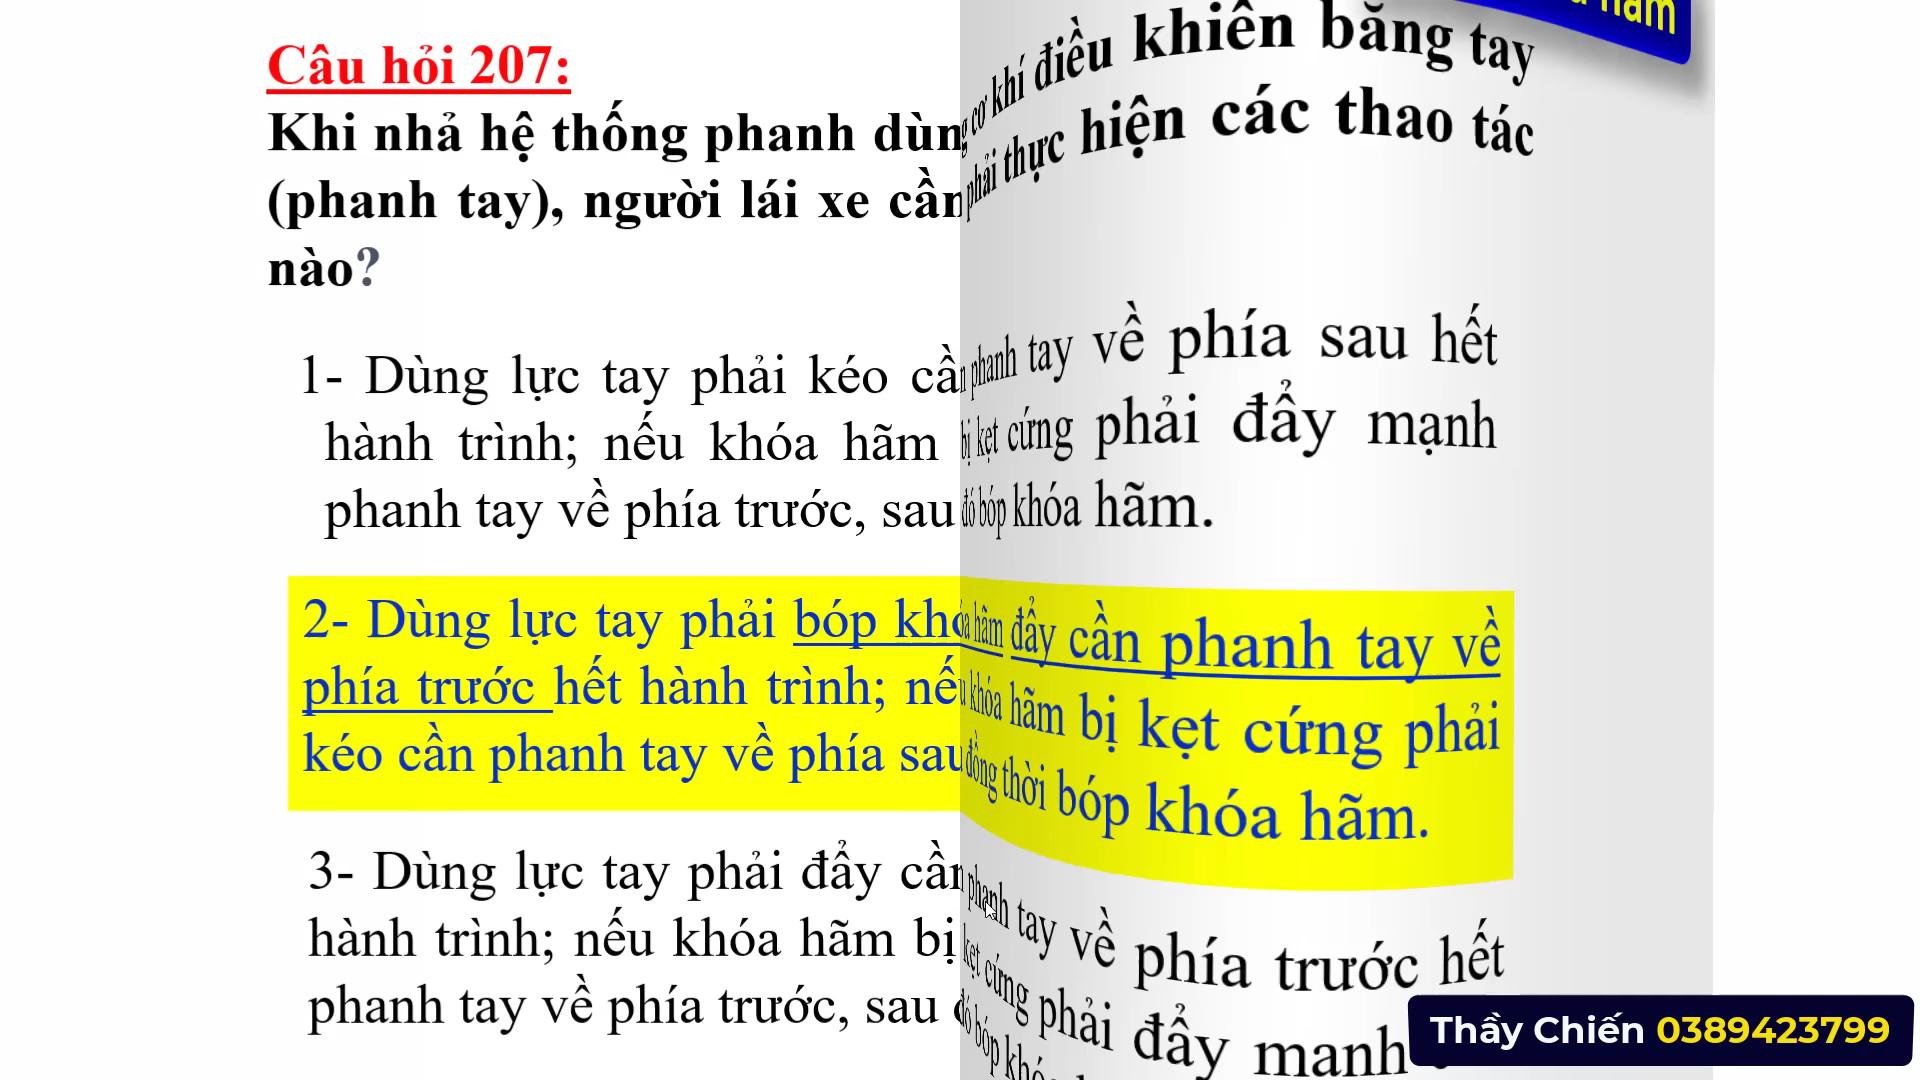 Câu hỏi 207:
Khi nhả hệ thống phanh dùng cơ khí điều khiển bằng tay
(phanh tay), người lái xe cần phải thực hiện các thao tác
nào?
1- Dùng lực tay phải kéo cần phanh tay về phía sau hết
hành trình; nếu khóa hãm bị kẹt cứng phải đẩy mạnh
phanh tay về phía trước, sau đó bóp khóa hãm.
2- Dùng lực tay phải bóp khóa hãm đẩy cần phanh tay về
phía trước hết hành trình; nếu khóa hãm bị kẹt cứng phải
kéo cần phanh tay về phía sau đồng thời bóp khóa hãm.
3- Dùng lực tay phải đẩy cần phanh tay về phía trước hết
hành trình; nếu khóa hãm bị kẹt cứng phải đẩy mạnh
phanh tay về phía trước, sau đó bóp
Thầy Chiến 0389423799